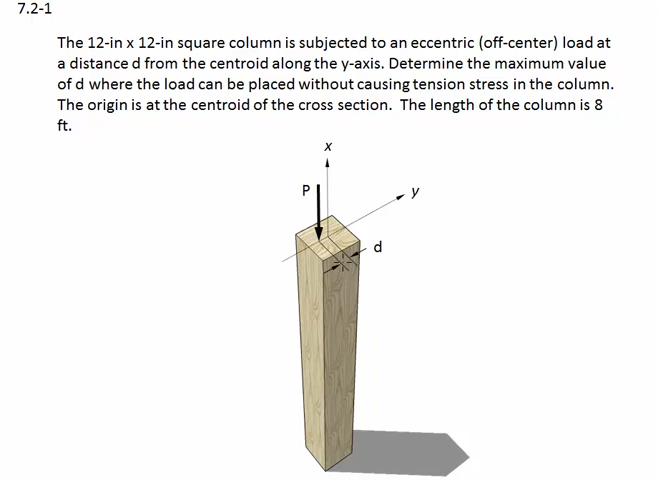 7.2-1
The 12-in x 12-in square column is subjected to an eccentric (off-center) load at
a distance d from the centroid along the y-axis. Determine the maximum value
of d where the load can be placed without causing tension stress in the column.
The origin is at the centroid of the cross section.  The length of the column is 8
ft.
x
P
y
d